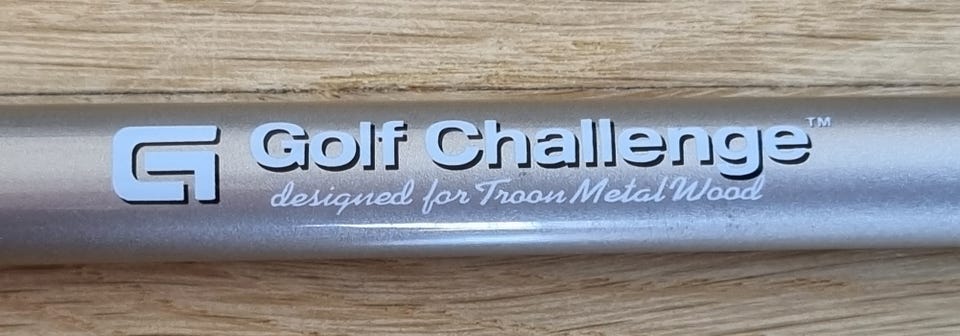 G Golf Challenge™
designed for Troon Metal Wood